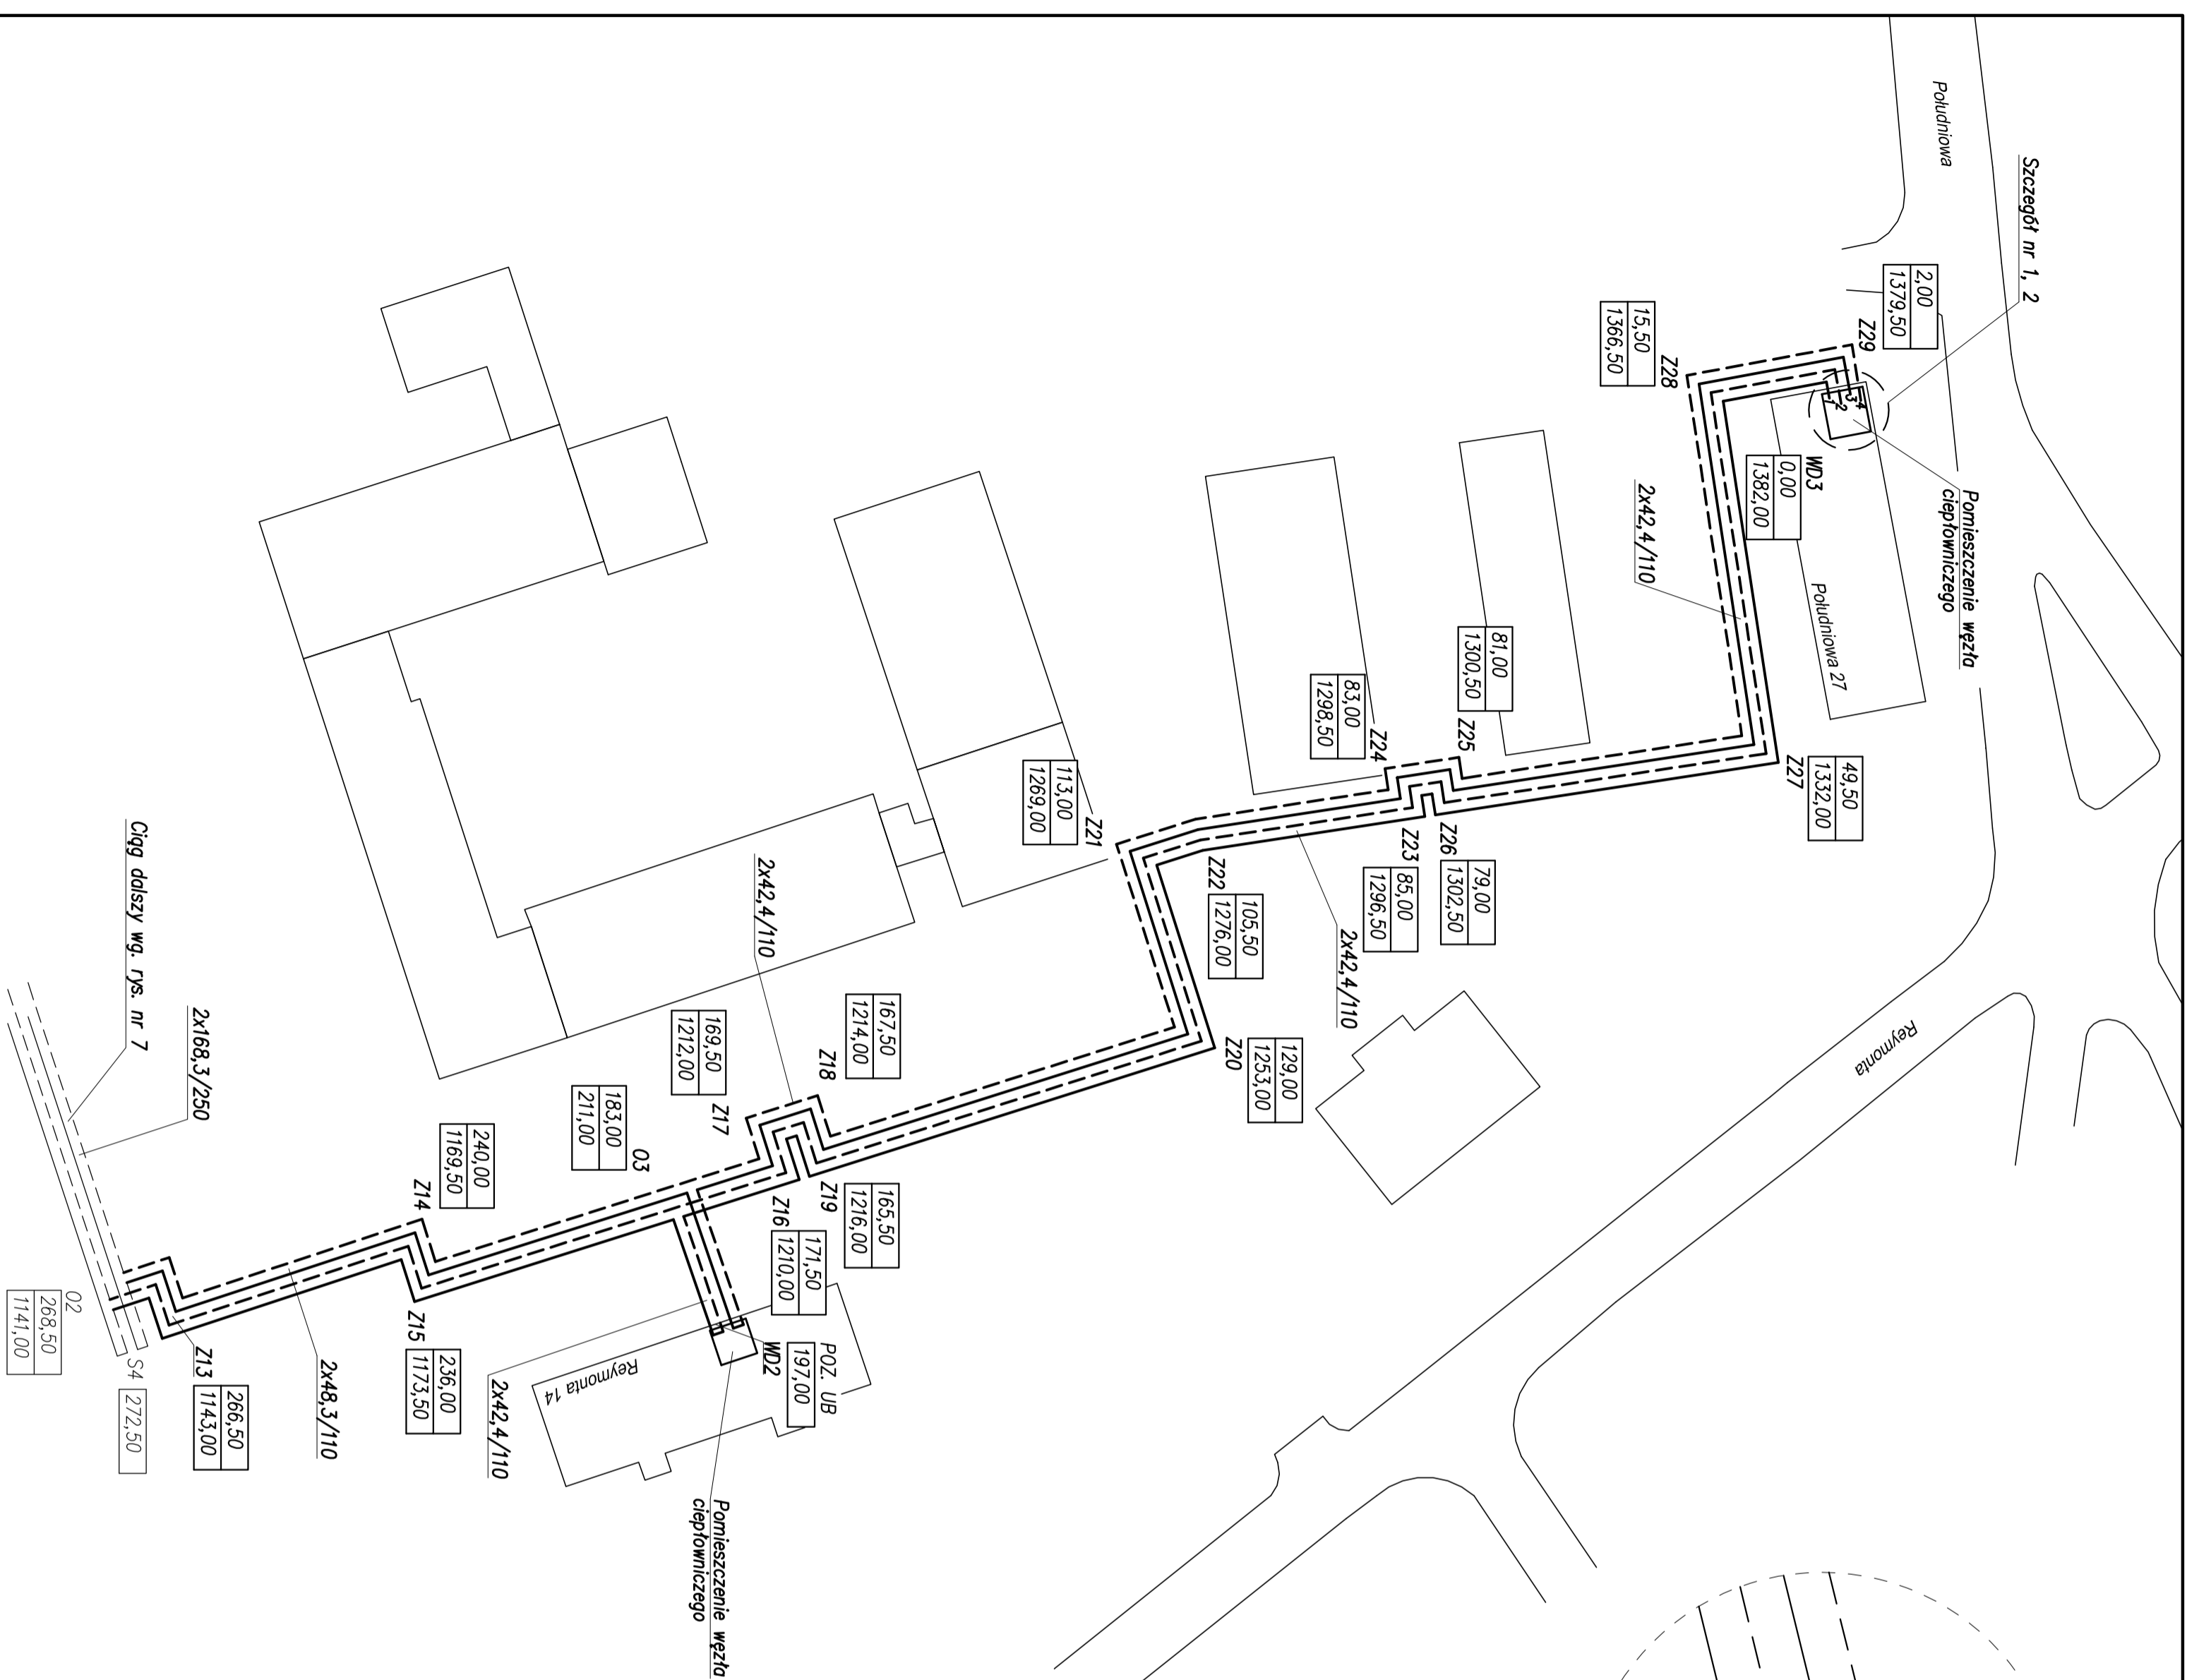 Południowa
Szczegół nr 1, 2
2,00
1379,50
Z29
15,50
1366,50
Z28
1
2
3
4
WD3
0,00
1382,00
Pomieszczenie węzła
ciepłowniczego
Południowa 27
2x42,4/110
49,50
1332,00
Z27
81,00
1300,50
Z25
83,00
1298,50
Z24
Z26
79,00
1302,50
Z23
85,00
1296,50
Z22
105,50
1276,00
2x42,4/110
113,00
1269,00
Z21
Z20
129,00
1253,00
Reymonta
2x42,4/110
167,50
1214,00
Z18
169,50
1212,00
Z17
Z19
165,50
1216,00
Z16
171,50
1210,00
O3
183,00
211,00
POZ. UB
197,00
WD2
Reymonta 14
2x42,4/110
Pomieszczenie węzła
ciepłowniczego
240,00
1169,50
Z14
Z15
236,00
1173,50
2x48,3/110
Z13
266,50
1143,00
Ciąg dalszy wg. rys. nr 7
2x168,3/250
S4
272,50
O2
268,50
1141,00